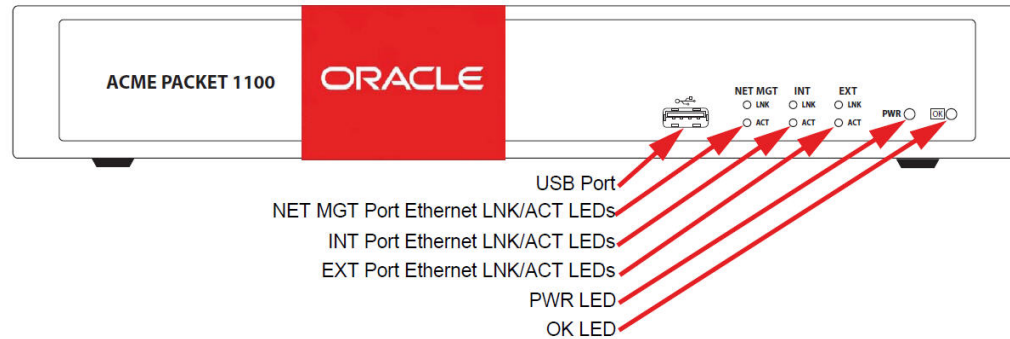 ACME PACKET 1100
ORACLE
NET MGT INT EXT
LNK LNK LNK
ACT ACT ACT
PWR OK
USB Port
NET MGT Port Ethernet LNK/ACT LEDs
INT Port Ethernet LNK/ACT LEDs
EXT Port Ethernet LNK/ACT LEDs
PWR LED
OK LED